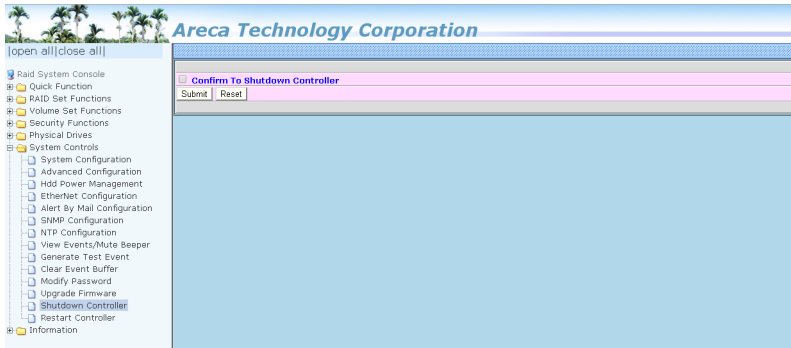 Areca Technology Corporation
|open all|close all|
Raid System Console
Quick Function
RAID Set Functions
Volume Set Functions
Security Functions
Physical Drives
System Controls
System Configuration
Advanced Configuration
Hdd Power Management
EtherNet Configuration
Alert By Mail Configuration
SNMP Configuration
NTP Configuration
View Events/Mute Beeper
Generate Test Event
Clear Event Buffer
Modify Password
Upgrade Firmware
Shutdown Controller
Restart Controller
Information
Confirm To Shutdown Controller
Submit Reset